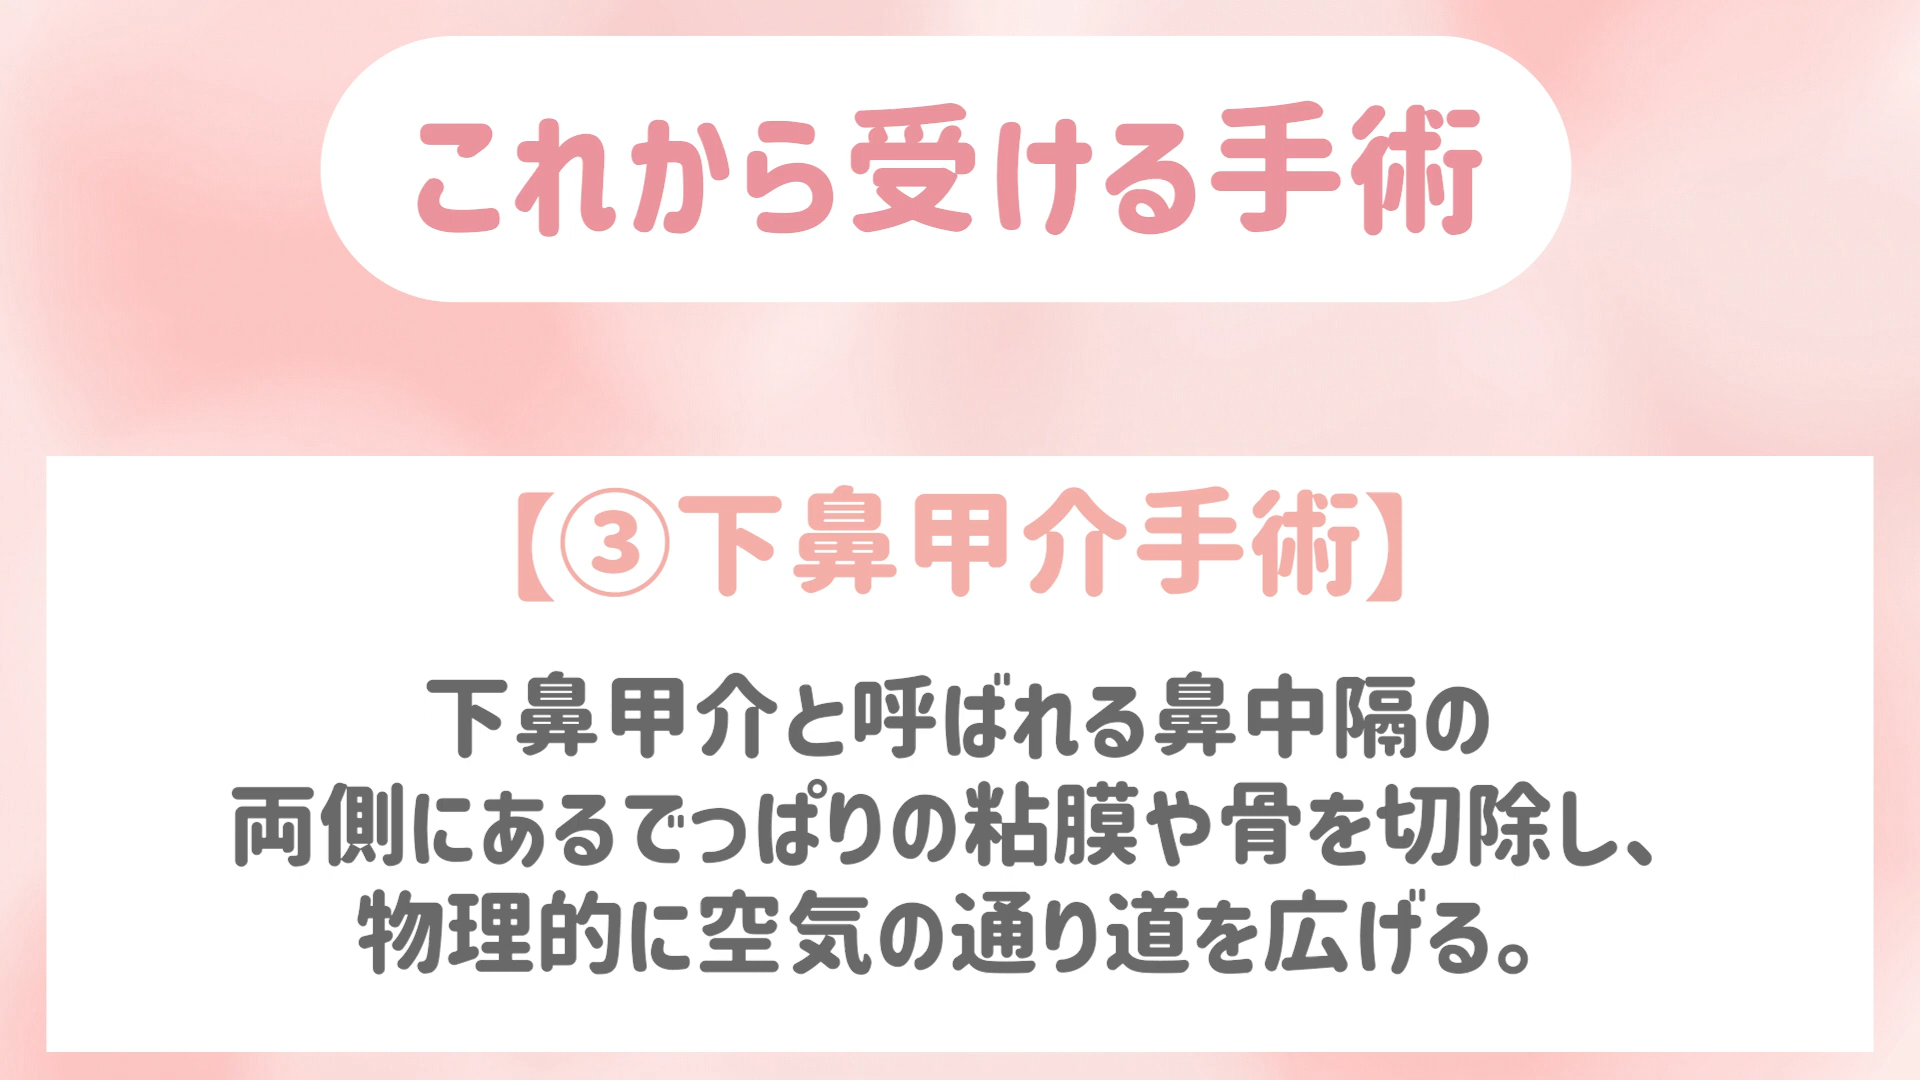 これから受ける手術
【③下鼻甲介手術】
下鼻甲介と呼ばれる鼻中隔の
両側にあるでっぱりの粘膜や骨を切除し、
物理的に空気の通り道を広げる。